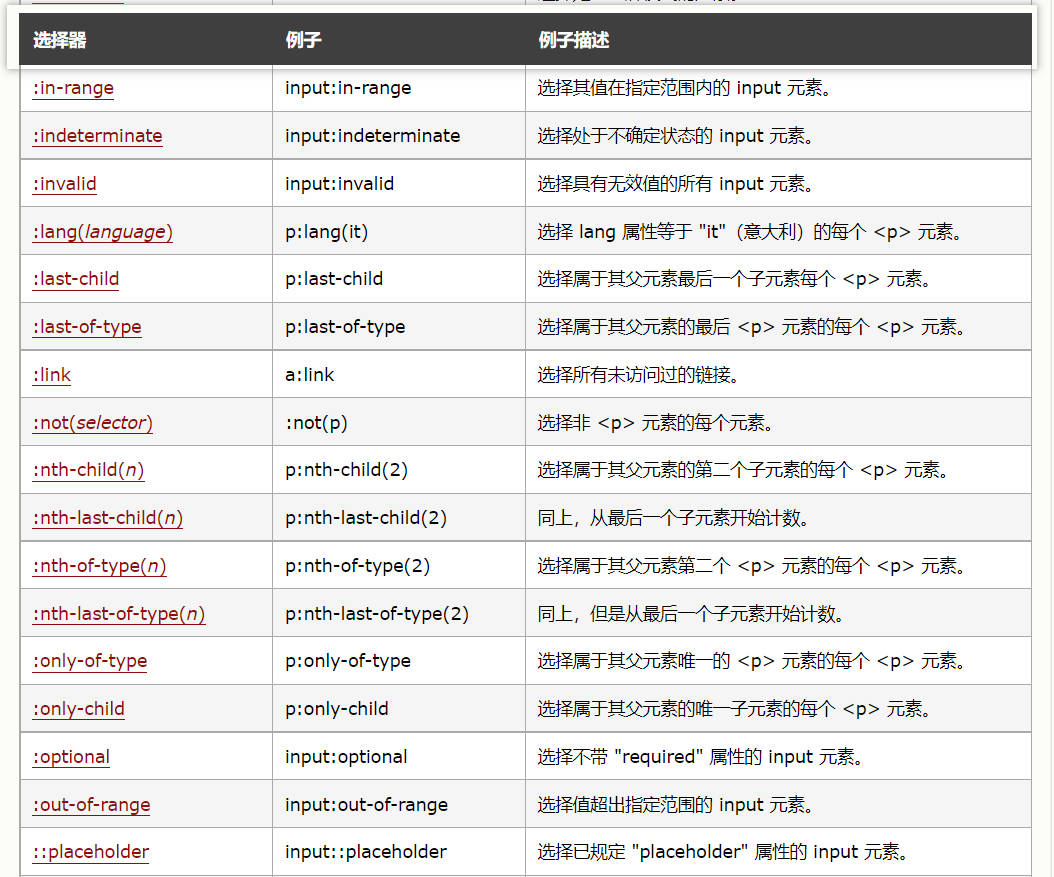 选择器 例子 例子描述
:in-range input:in-range 选择其值在指定范围内的 input 元素。
:indeterminate input:indeterminate 选择处于不确定状态的 input 元素。
:invalid input:invalid 选择具有无效值的所有 input 元素。
:lang(language) p:lang(it) 选择 lang 属性等于 "it"（意大利）的每个 <p> 元素。
:last-child p:last-child 选择属于其父元素最后一个子元素每个 <p> 元素。
:last-of-type p:last-of-type 选择属于其父元素的最后 <p> 元素的每个 <p> 元素。
:link a:link 选择所有未访问过的链接。
:not(selector) :not(p) 选择非 <p> 元素的每个元素。
:nth-child(n) p:nth-child(2) 选择属于其父元素的第二个子元素的每个 <p> 元素。
:nth-last-child(n) p:nth-last-child(2) 同上，从最后一个子元素开始计数。
:nth-of-type(n) p:nth-of-type(2) 选择属于其父元素第二个 <p> 元素的每个 <p> 元素。
:nth-last-of-type(n) p:nth-last-of-type(2) 同上，但是从最后一个子元素开始计数。
:only-of-type p:only-of-type 选择属于其父元素唯一的 <p> 元素的每个 <p> 元素。
:only-child p:only-child 选择属于其父元素的唯一子元素的每个 <p> 元素。
:optional input:optional 选择不带 "required" 属性的 input 元素。
:out-of-range input:out-of-range 选择值超出指定范围的 input 元素。
::placeholder input::placeholder 选择已规定 "placeholder" 属性的 input 元素。